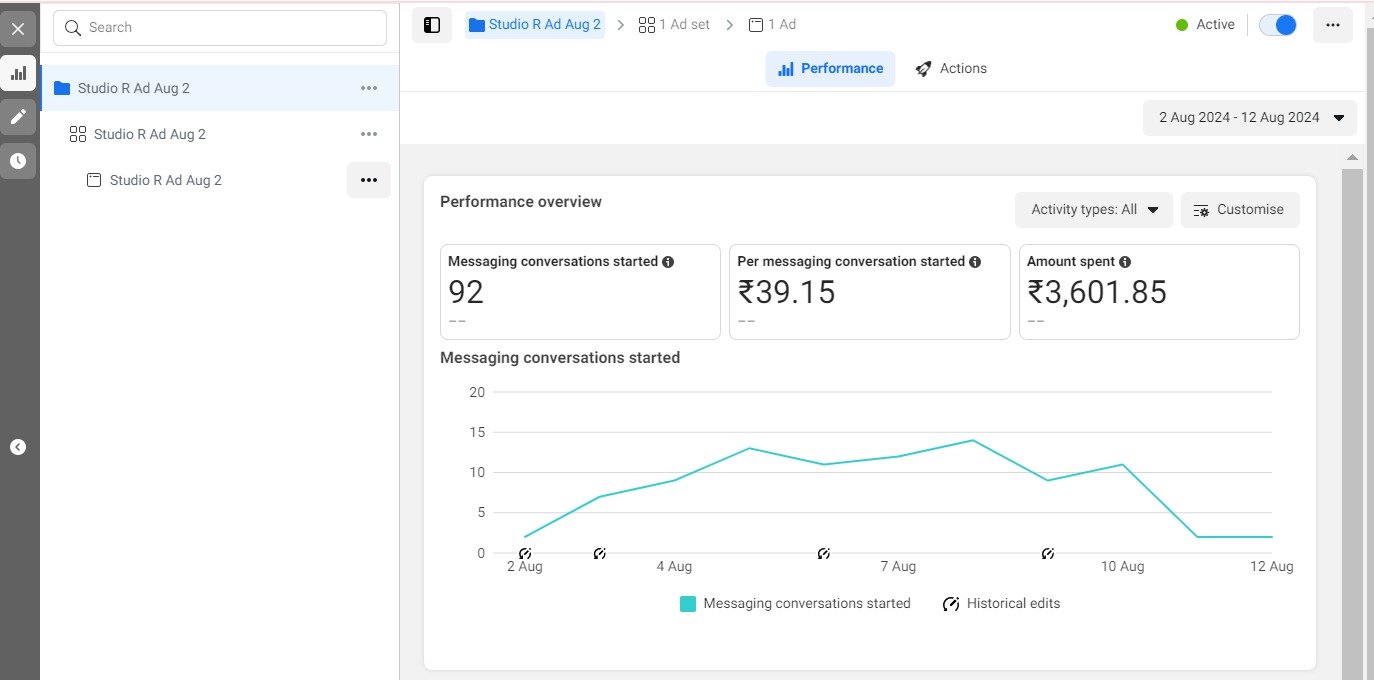 Search
Studio R Ad Aug 2
Studio R Ad Aug 2
Studio R Ad Aug 2
Studio R Ad Aug 2 > 1 Ad set > 1 Ad
Active
Performance Actions
2 Aug 2024 - 12 Aug 2024
Performance overview
Activity types: All Customise
Messaging conversations started
92
--
Per messaging conversation started
₹39.15
--
Amount spent
₹3,601.85
--
Messaging conversations started
20
15
10
5
0
2 Aug 4 Aug 7 Aug 10 Aug 12 Aug
Messaging conversations started Historical edits